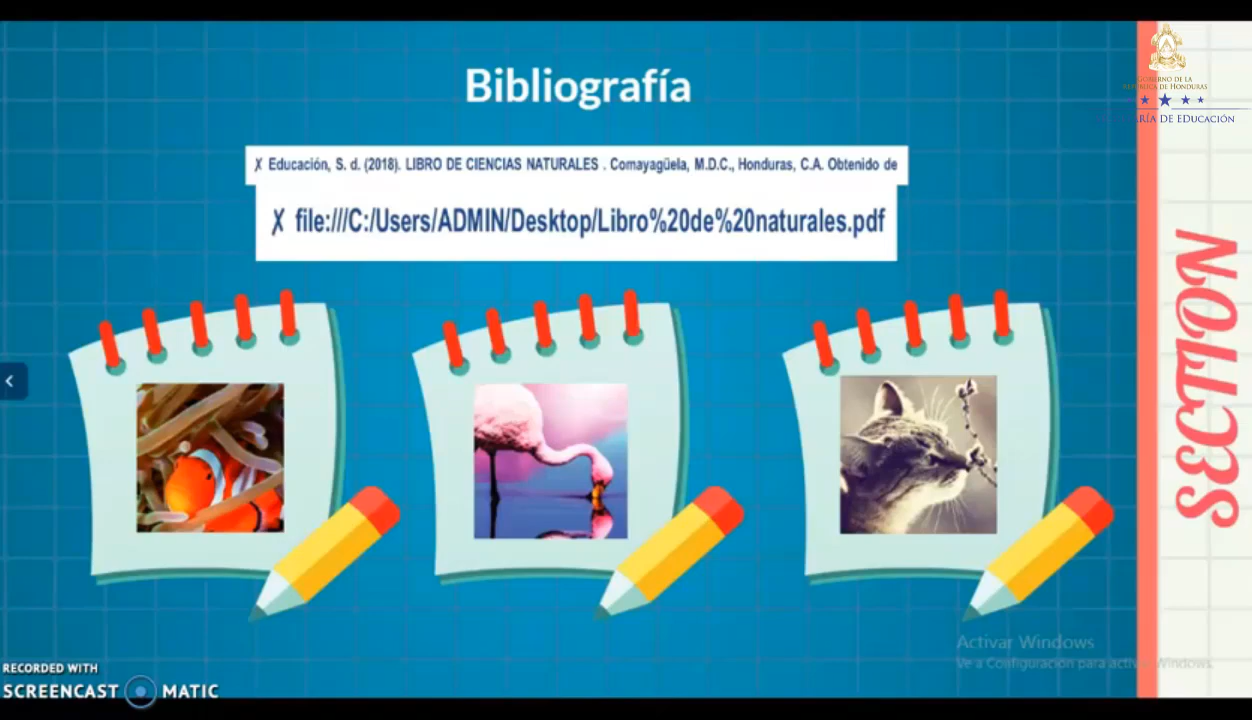 Bibliografía
GOBIERNO DE LA
REPÚBLICA DE HONDURAS
DE EDUCACIÓN
✗ Educación, S. d. (2018). LIBRO DE CIENCIAS NATURALES . Comayagüela, M.D.C., Honduras, C.A. Obtenido de
✗ file:///C:/Users/ADMIN/Desktop/Libro%20de%20naturales.pdf
SECTION
Activar Windows
Ve a Configuración para activar Windows.
RECORDED WITH
SCREENCAST MATIC